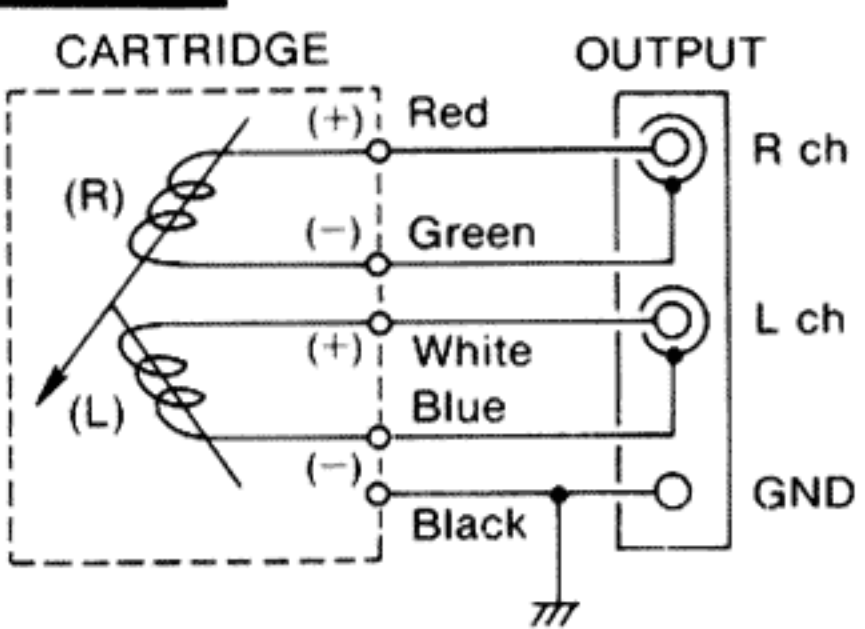 CARTRIDGE
OUTPUT
(+)
Red
R ch
(R)
(−)
Green
L ch
(+)
White
(L)
Blue
(−)
GND
Black